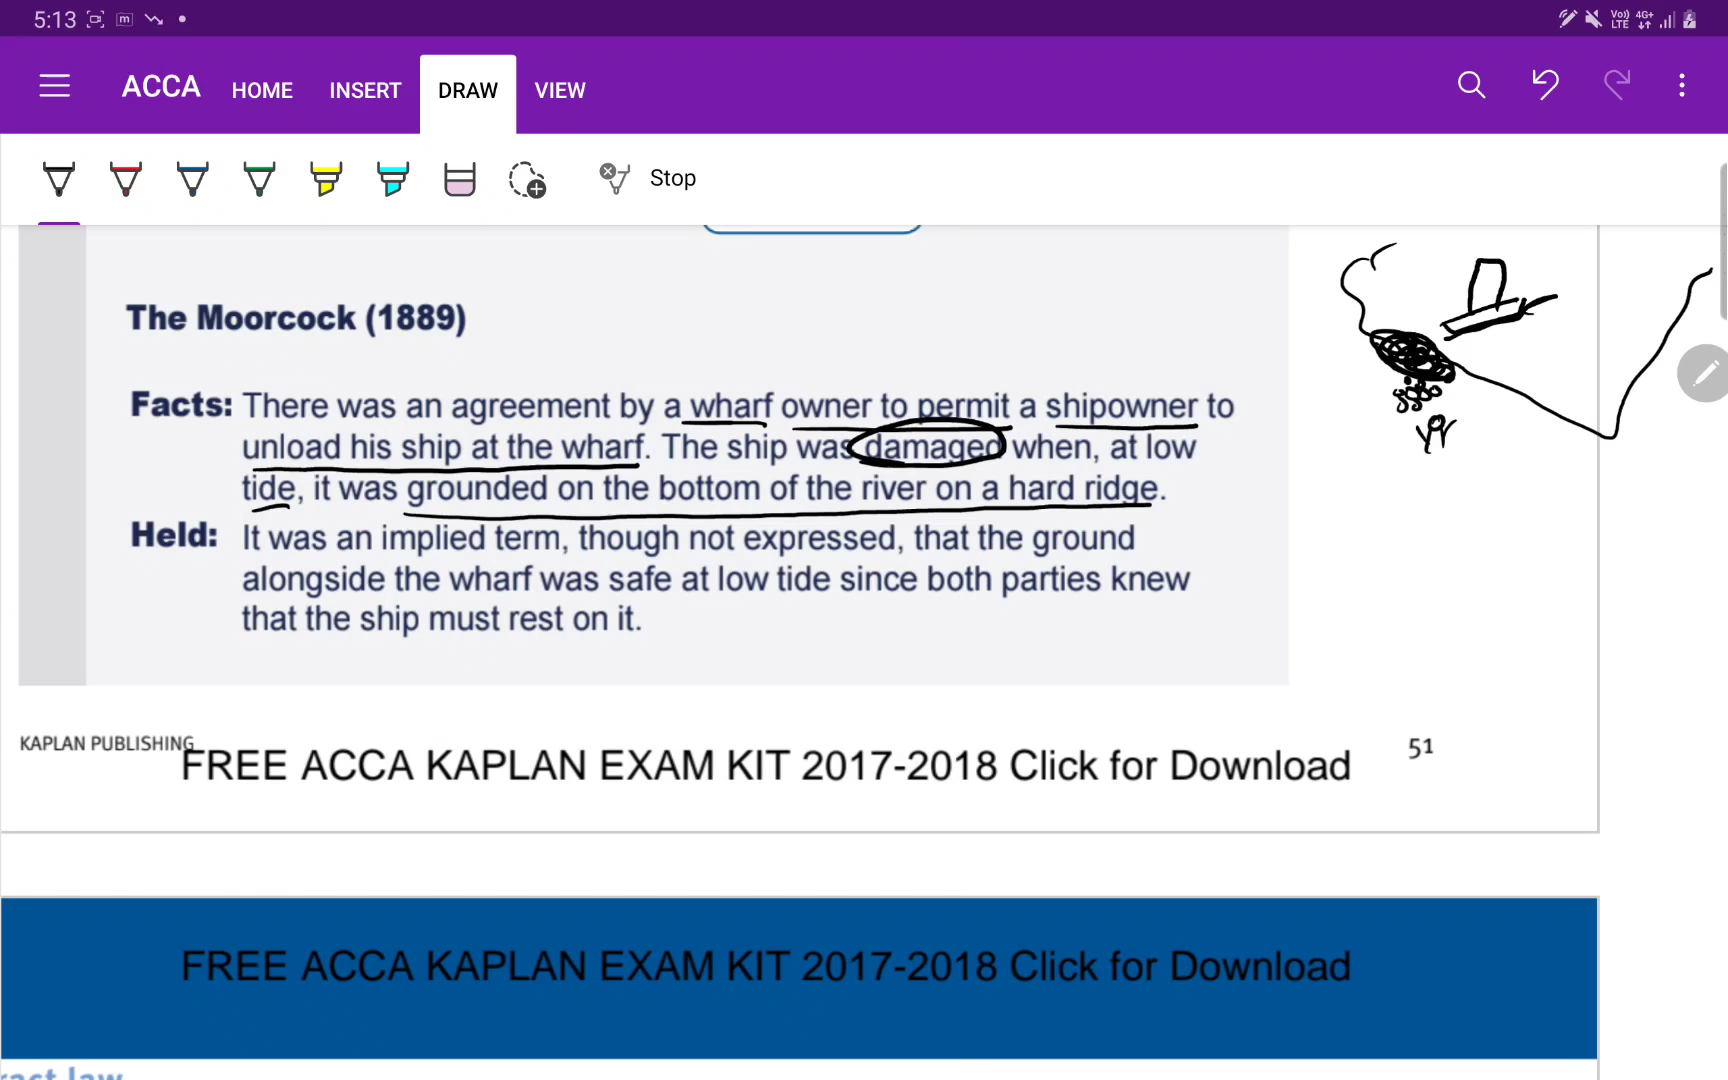 5:13
Vo)) LTE 4G+
ACCA HOME INSERT DRAW VIEW
Stop
The Moorcock (1889)
Facts: There was an agreement by a wharf owner to permit a shipowner to
unload his ship at the wharf. The ship was damaged when, at low
tide, it was grounded on the bottom of the river on a hard ridge.
Held: It was an implied term, though not expressed, that the ground
alongside the wharf was safe at low tide since both parties knew
that the ship must rest on it.
KAPLAN PUBLISHING
FREE ACCA KAPLAN EXAM KIT 2017-2018 Click for Download
51
FREE ACCA KAPLAN EXAM KIT 2017-2018 Click for Download